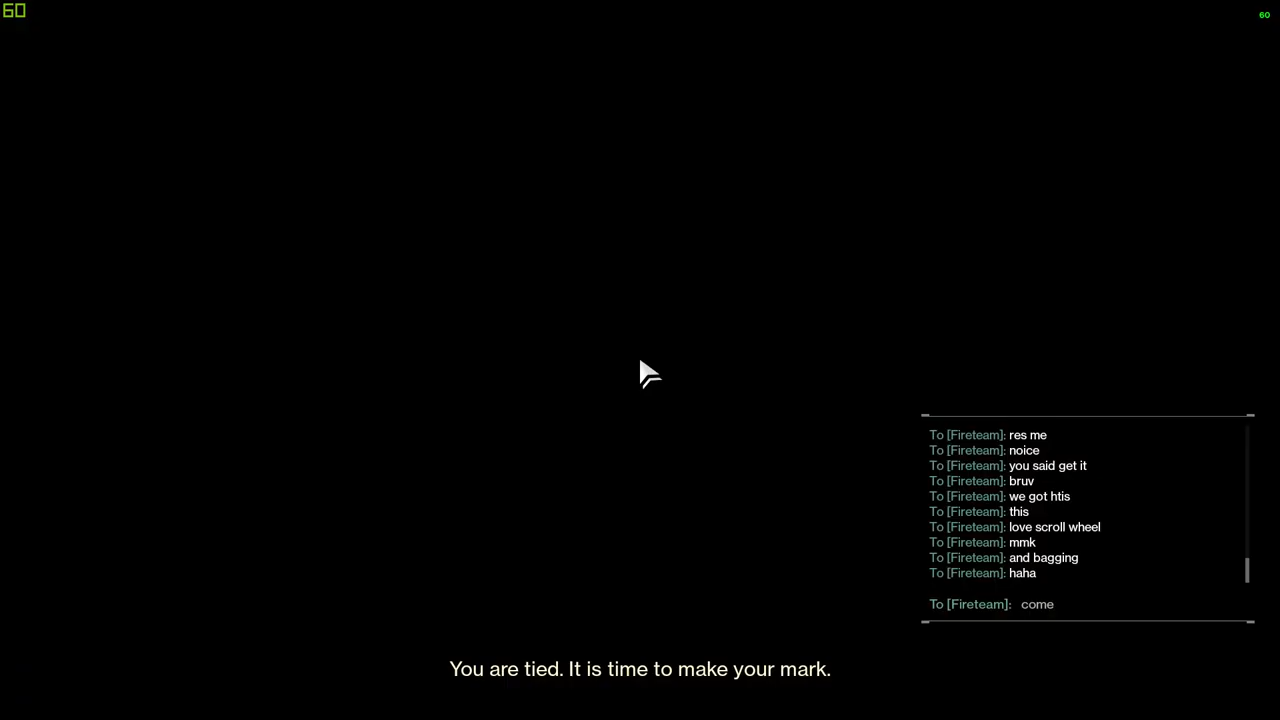 60
60
To [Fireteam]: res me
To [Fireteam]: noice
To [Fireteam]: you said get it
To [Fireteam]: bruv
To [Fireteam]: we got htis
To [Fireteam]: this
To [Fireteam]: love scroll wheel
To [Fireteam]: mmk
To [Fireteam]: and bagging
To [Fireteam]: haha
To [Fireteam]: come
You are tied. It is time to make your mark.